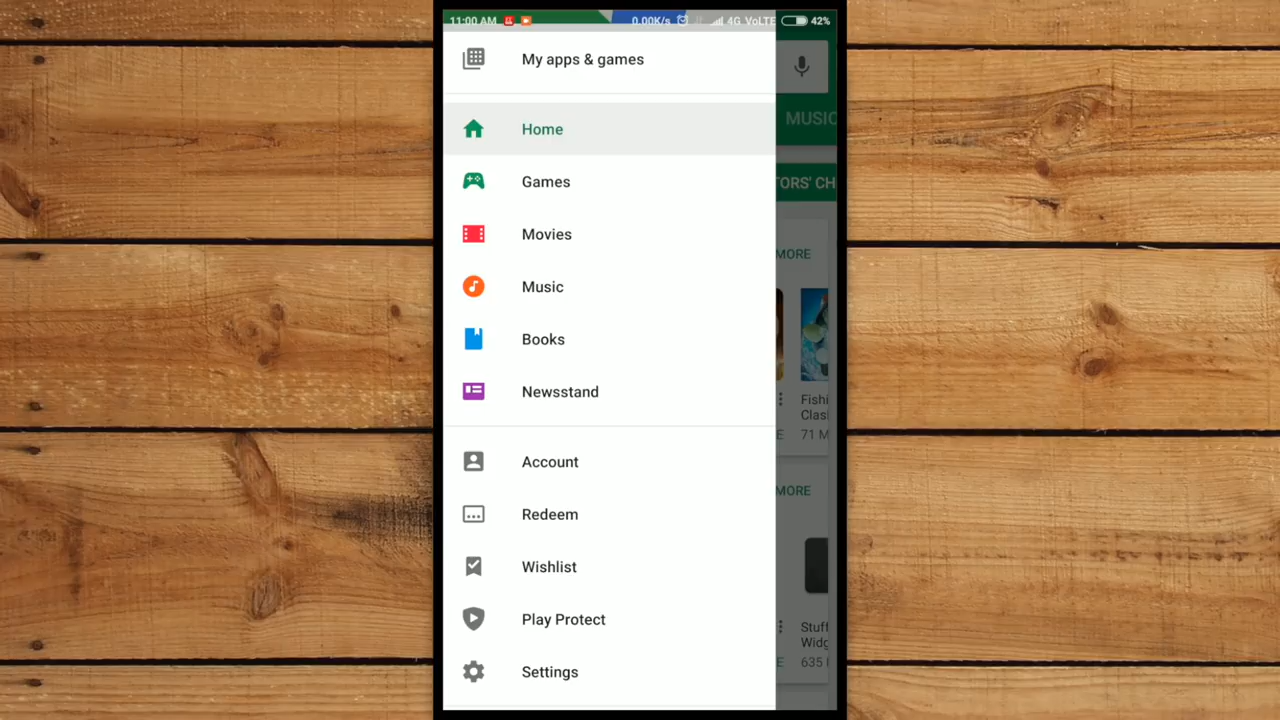 11:00 AM 0.00K/s 4G VoLTE 42%
My apps & games
Home
Games
Movies
Music
Books
Newsstand
Account
Redeem
Wishlist
Play Protect
Settings
MUSIC
TORS' CH
MORE
Fishi
Clas
E 71 M
MORE
Stuff
Widg
E 635